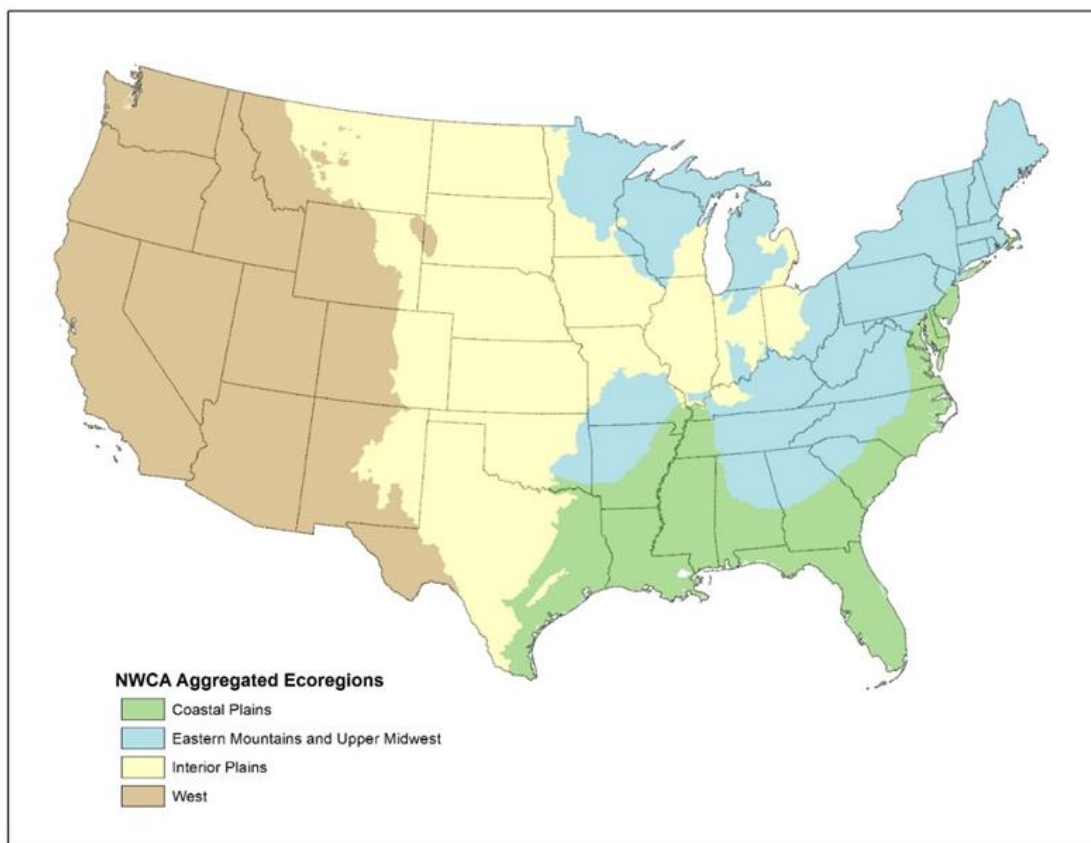 NWCA Aggregated Ecoregions
Coastal Plains
Eastern Mountains and Upper Midwest
Interior Plains
West